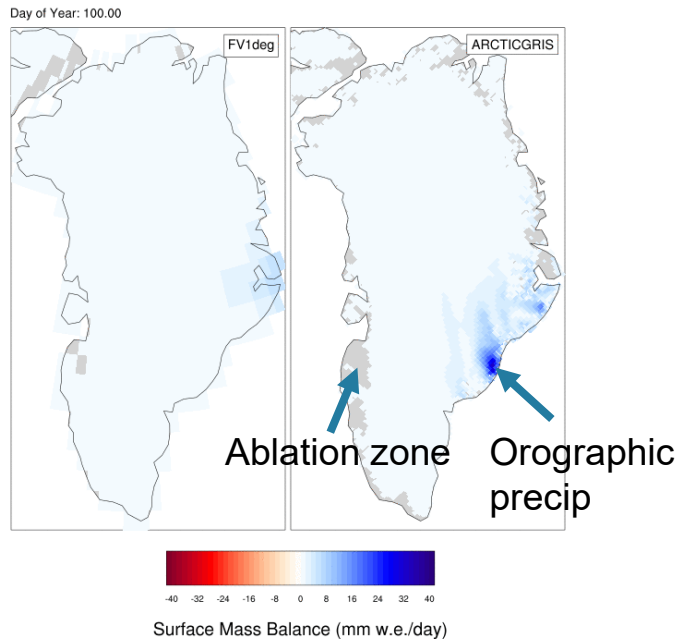 Day of Year: 100.00
FV1deg
ARCTICGRIS
Ablation zone
Orographic
precip
-40 -32 -24 -16 -8 0 8 16 24 32 40
Surface Mass Balance (mm w.e./day)